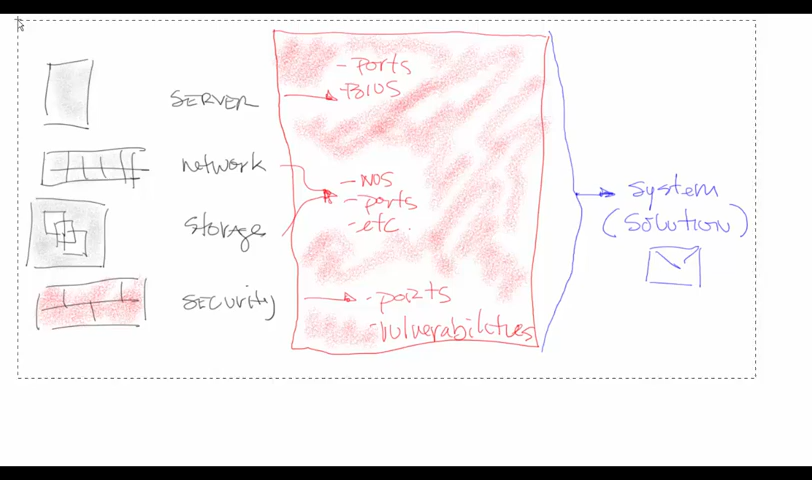 SERVER
- Ports
- BIOS
network
- NOS
- ports
- etc.
storage
security
- ports
- vulnerabilities
system
(solution)